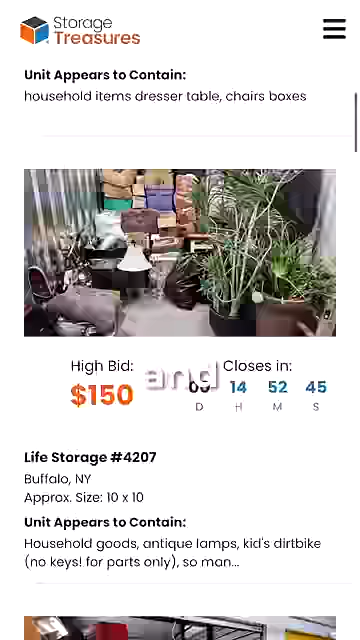 Storage
Treasures
Unit Appears to Contain:
household items dresser table, chairs boxes
High Bid:
Closes in:
$150
and
00 14 52 45
D H M S
Life Storage #4207
Buffalo, NY
Approx. Size: 10 x 10
Unit Appears to Contain:
Household goods, antique lamps, kid's dirtbike
(no keys! for parts only), so man...